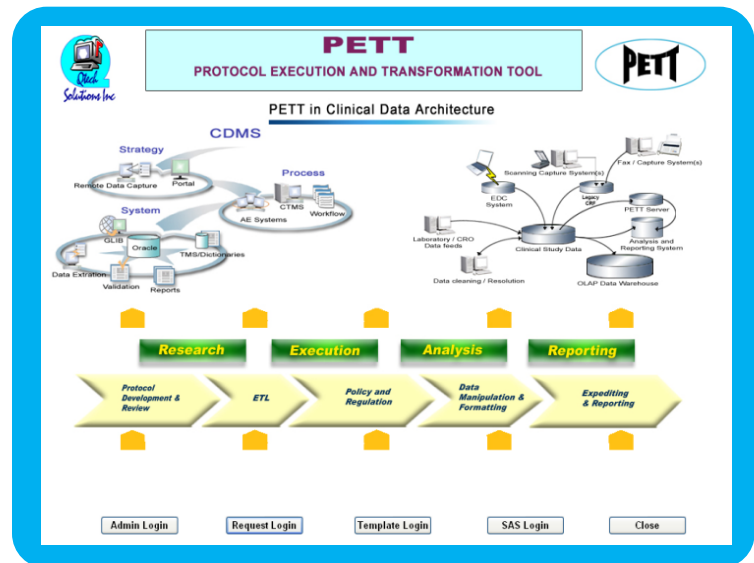 Qtech
Solutions Inc
PETT
PROTOCOL EXECUTION AND TRANSFORMATION TOOL
PETT
PETT in Clinical Data Architecture
CDMS
Strategy
Remote Data Capture
Portal
Process
CTMS
AE Systems
Workflow
System
GLIB
Oracle
TMS/Dictionaries
Data Extration
Validation
Reports
Scanning Capture System(s)
Fax / Capture System(s)
EDC
System
Legacy
CRF
PETT Server
Laboratory / CRO
Data feeds
Clinical Study Data
Analysis and
Reporting System
Data cleaning / Resolution
OLAP Data Warehouse
Research
Execution
Analysis
Reporting
Protocol
Development &
Review
ETL
Policy and
Regulation
Data
Manipulation &
Formatting
Expediting
& Reporting
Admin Login
Request Login
Template Login
SAS Login
Close